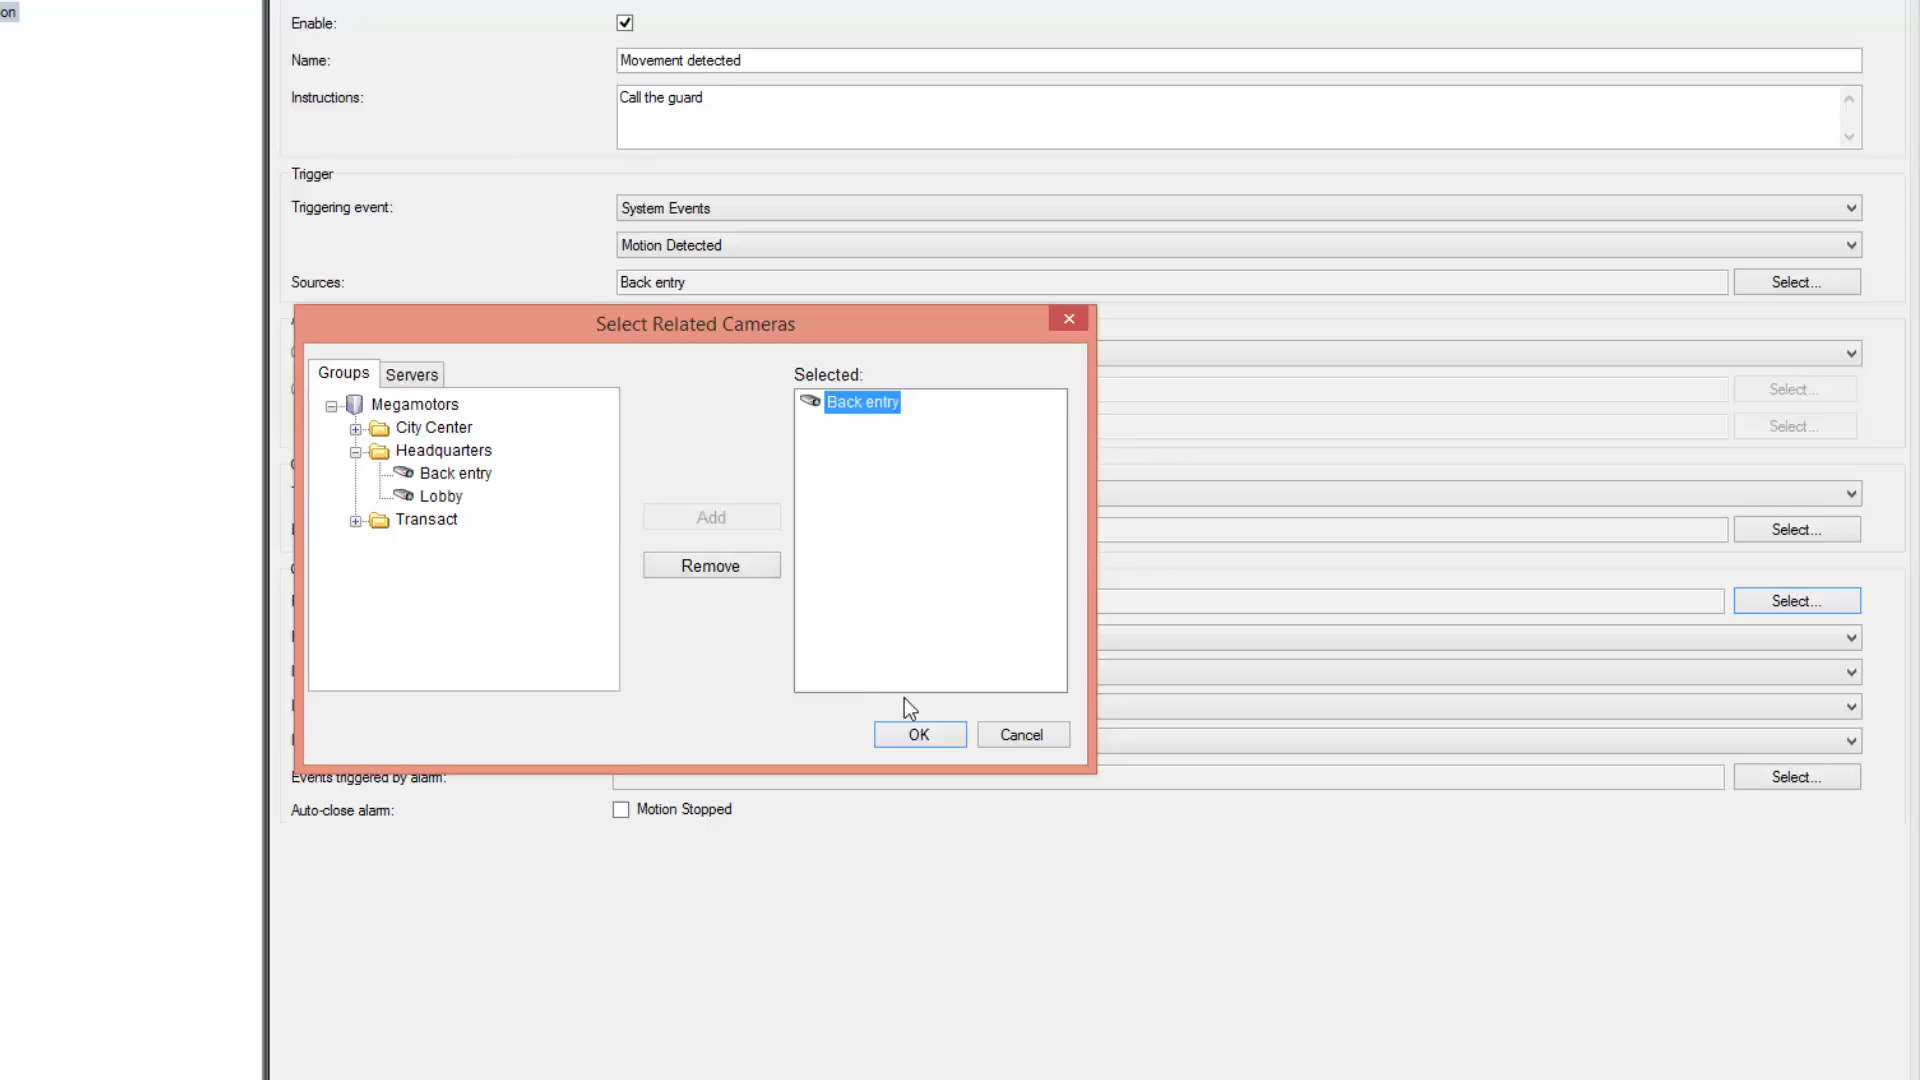 on
Enable:
Name: Movement detected
Instructions: Call the guard
Trigger
Triggering event: System Events
Motion Detected
Sources: Back entry Select...
Select Related Cameras
Groups Servers
Megamotors
City Center
Headquarters
Back entry
Lobby
Transact
Add
Remove
Selected:
Back entry
OK Cancel
Select...
Select...
Select...
Select...
Events triggered by alarm: Select...
Auto-close alarm: Motion Stopped